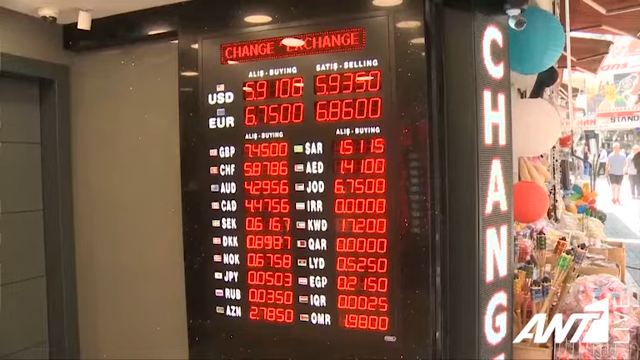 CHANGE EXCHANGE
ALIŞ - BUYING SATIŞ - SELLING
USD 5.9100 5.9350
EUR 6.7500 6.8600
ALIŞ - BUYING ALIŞ - BUYING
GBP 7.4500 SAR 1.5115
CHF 5.8786 AED 1.4100
AUD 4.2956 JOD 6.7500
CAD 4.4756 IRR 0.0000
SEK 0.6167 KWD 17.200
DKK 0.8987 QAR 0.0000
NOK 0.6758 LYD 0.5250
JPY 0.0503 EGP 0.2150
RUB 0.0350 IQR 0.0025
AZN 2.7850 OMR 1.9800
CHANG
STAND
ANT1